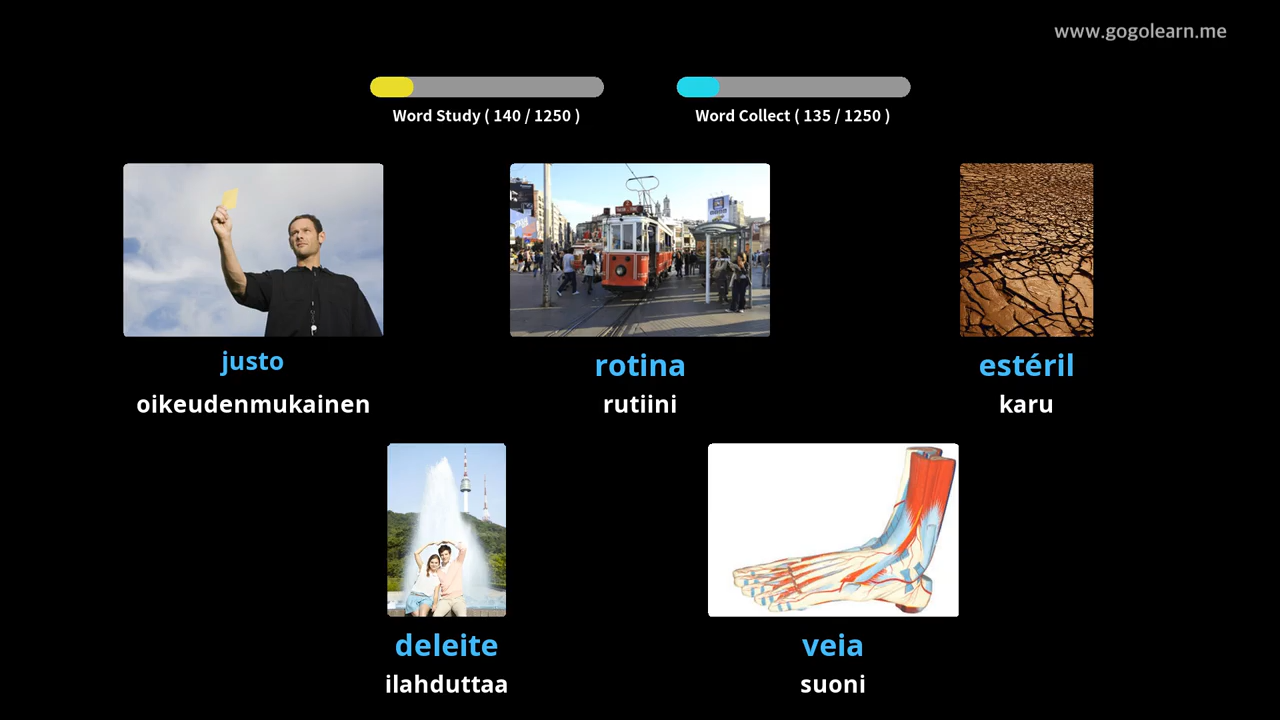 www.gogolearn.me
Word Study ( 140 / 1250 )
Word Collect ( 135 / 1250 )
justo
oikeudenmukainen
rotina
rutiini
estéril
karu
deleite
ilahduttaa
veia
suoni